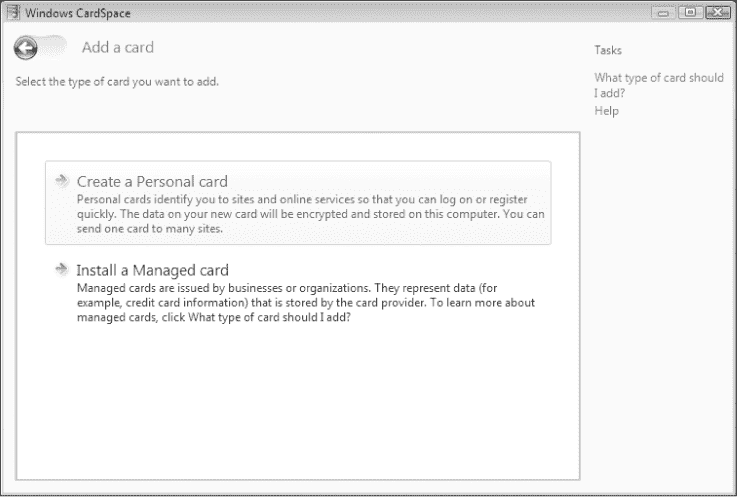 Windows CardSpace
Add a card
Select the type of card you want to add.
Create a Personal card
Personal cards identify you to sites and online services so that you can log on or register
quickly. The data on your new card will be encrypted and stored on this computer. You can
send one card to many sites.
Install a Managed card
Managed cards are issued by businesses or organizations. They represent data (for
example, credit card information) that is stored by the card provider. To learn more about
managed cards, click What type of card should I add?
Tasks
What type of card should
I add?
Help